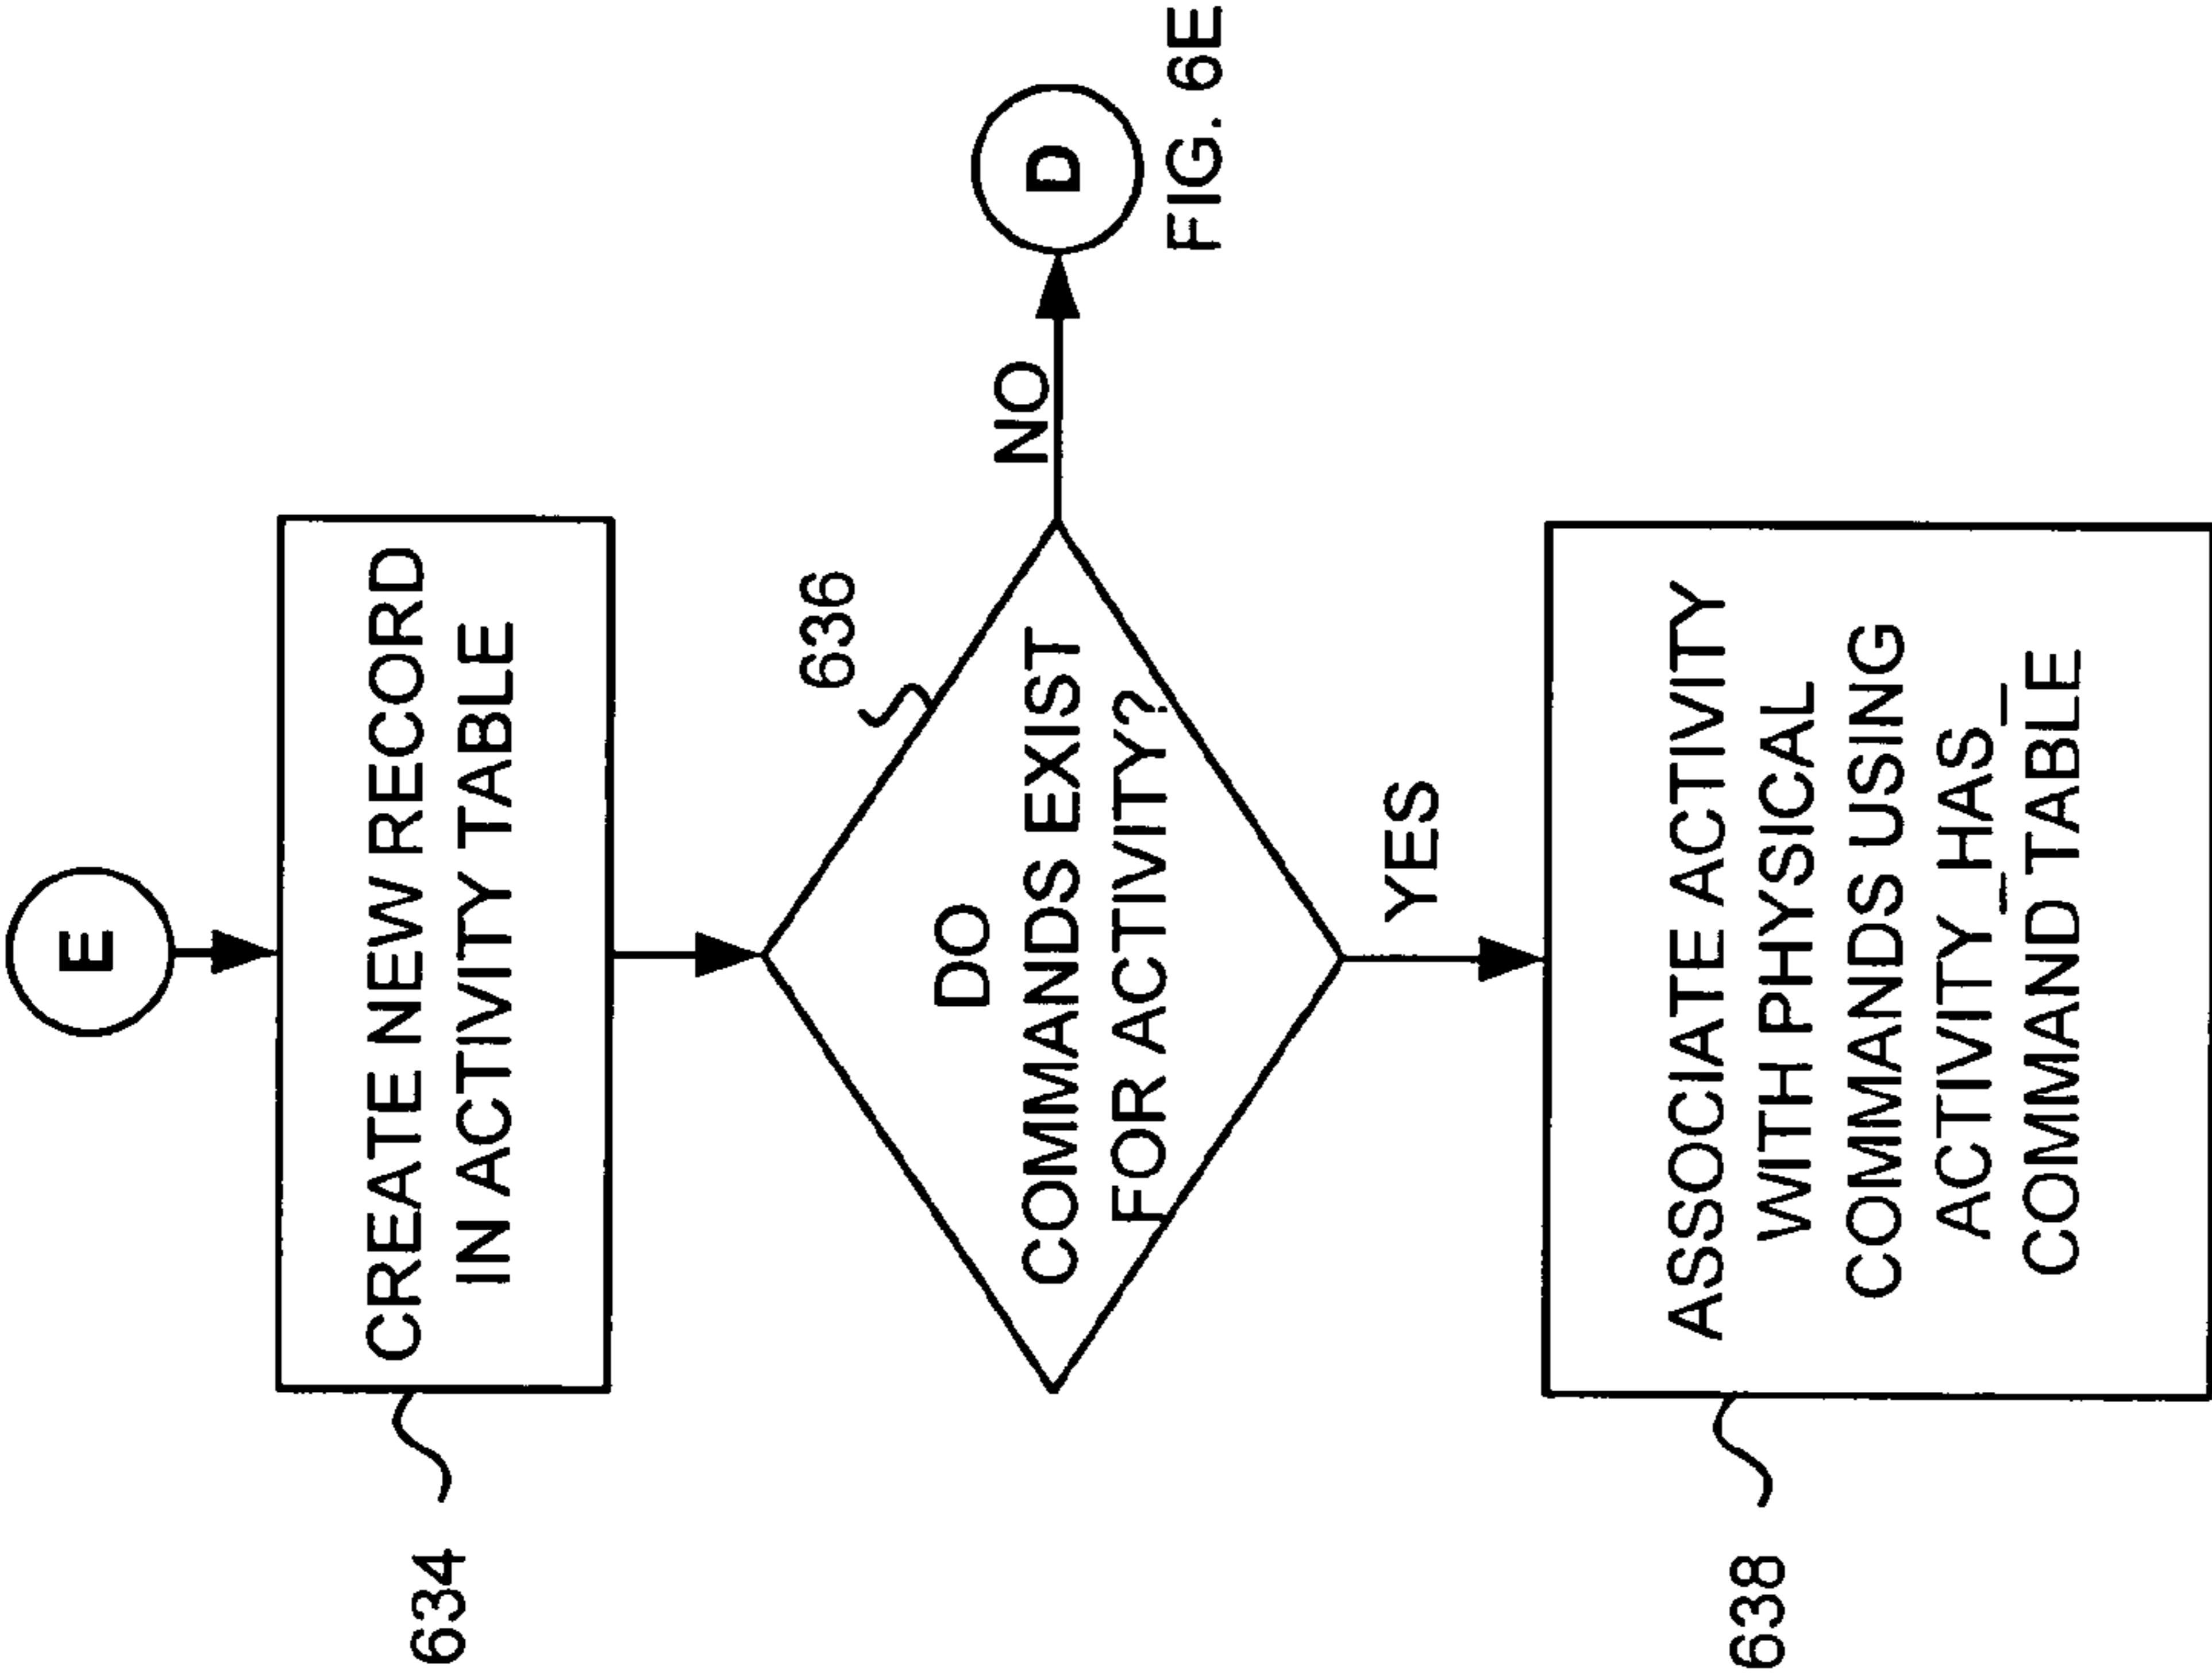 E
634
CREATE NEW RECORD
IN ACTIVITY TABLE
636
DO
COMMANDS EXIST
FOR ACTIVITY?
NO
D
FIG. 6E
YES
638
ASSOCIATE ACTIVITY
WITH PHYSICAL
COMMANDS USING
ACTIVITY_HAS_
COMMAND TABLE